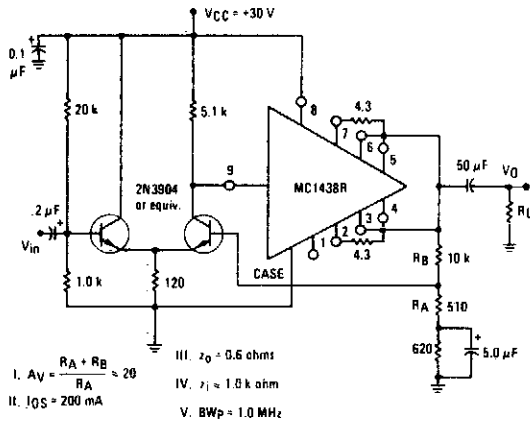 VCC = +30 V
0.1 µF
20 k
5.1 k
8
4.3
7
6
5
9
2N3904
or equiv.
MC1438R
50 µF
VO
RL
.2 µF
Vin
4
3
2
1
4.3
RB
10 k
CASE
1.0 k
120
RA
510
620
5.0 µF
I. AV = RA + RB / RA = 20
II. IOS = 200 mA
III. zo = 0.6 ohms
IV. zi = 1.0 k ohm
V. BWP = 1.0 MHz